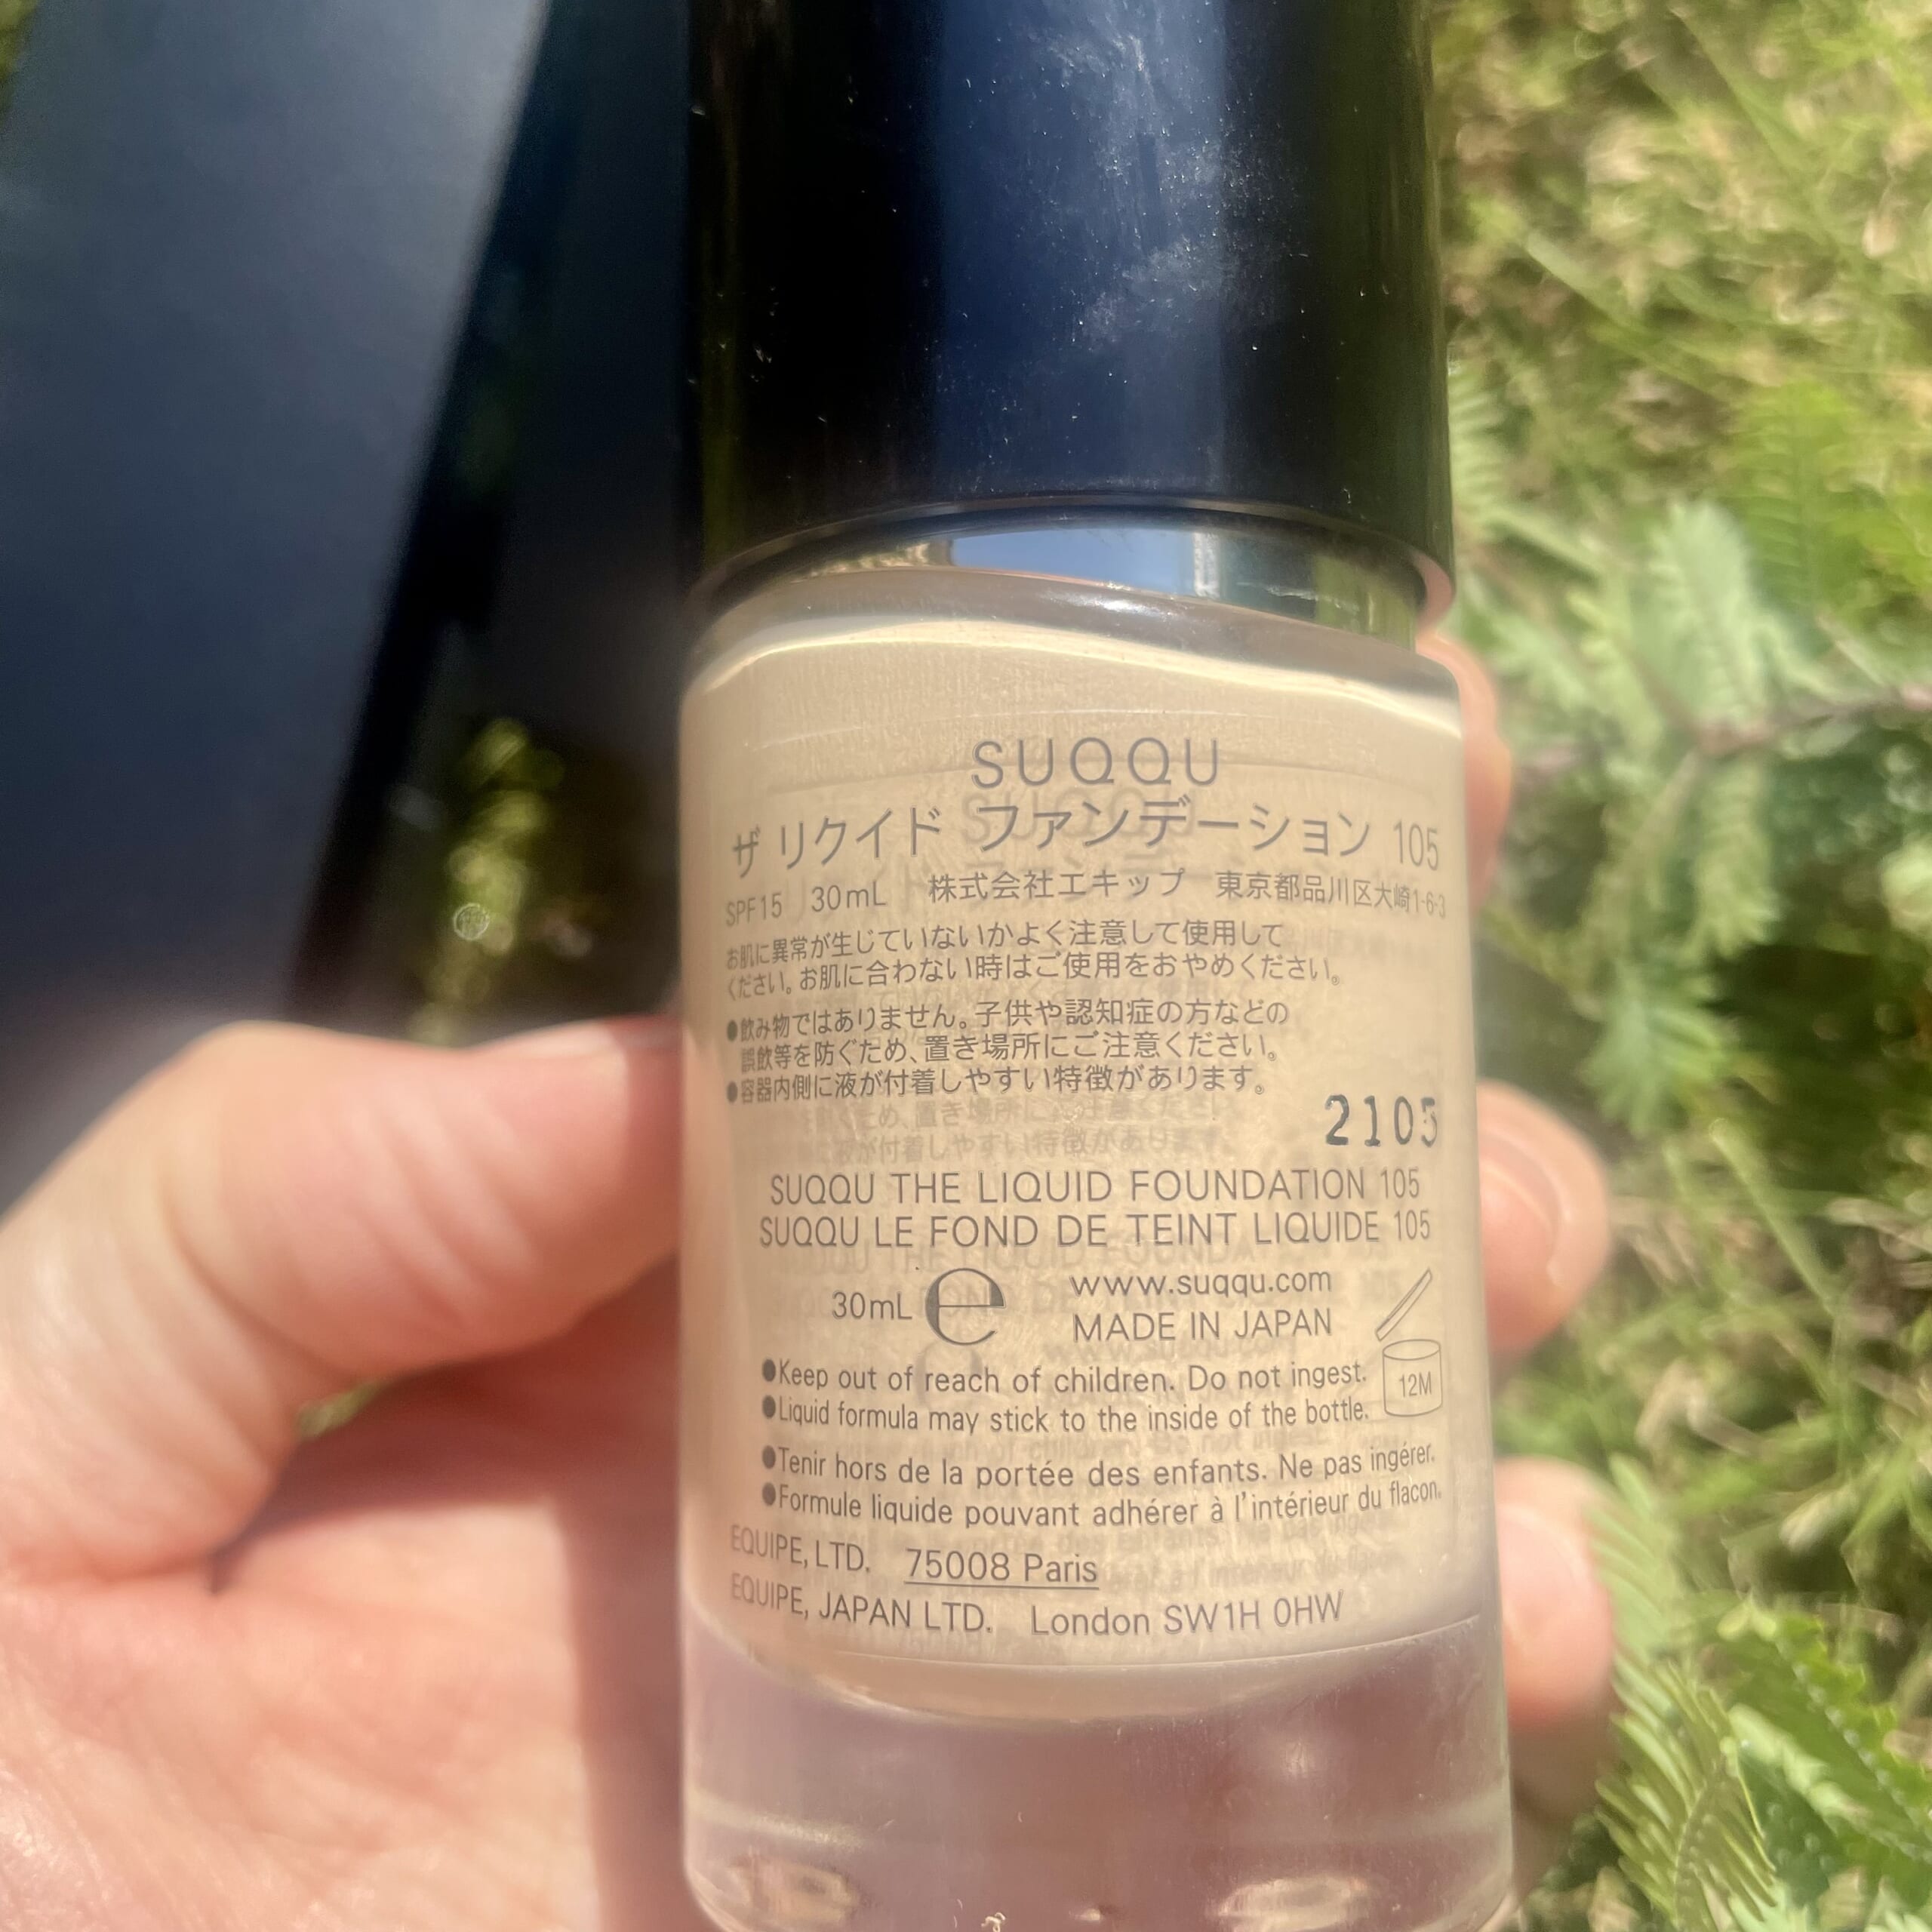 SUQQU
ザ リクイド ファンデーション 105
SPF15 30mL 株式会社エキップ 東京都品川区大崎1-6-3
お肌に異常が生じていないかよく注意して使用して
ください。お肌に合わない時はご使用をおやめください。
●飲み物ではありません。子供や認知症の方などの
誤飲等を防ぐため、置き場所にご注意ください。
●容器内側に液が付着しやすい特徴があります。
2105
SUQQU THE LIQUID FOUNDATION 105
SUQQU LE FOND DE TEINT LIQUIDE 105
30mL e www.suqqu.com
MADE IN JAPAN
12M
●Keep out of reach of children. Do not ingest.
●Liquid formula may stick to the inside of the bottle.
●Tenir hors de la portée des enfants. Ne pas ingérer.
●Formule liquide pouvant adhérer à l'intérieur du flacon.
EQUIPE, LTD. 75008 Paris
EQUIPE, JAPAN LTD. London SW1H 0HW